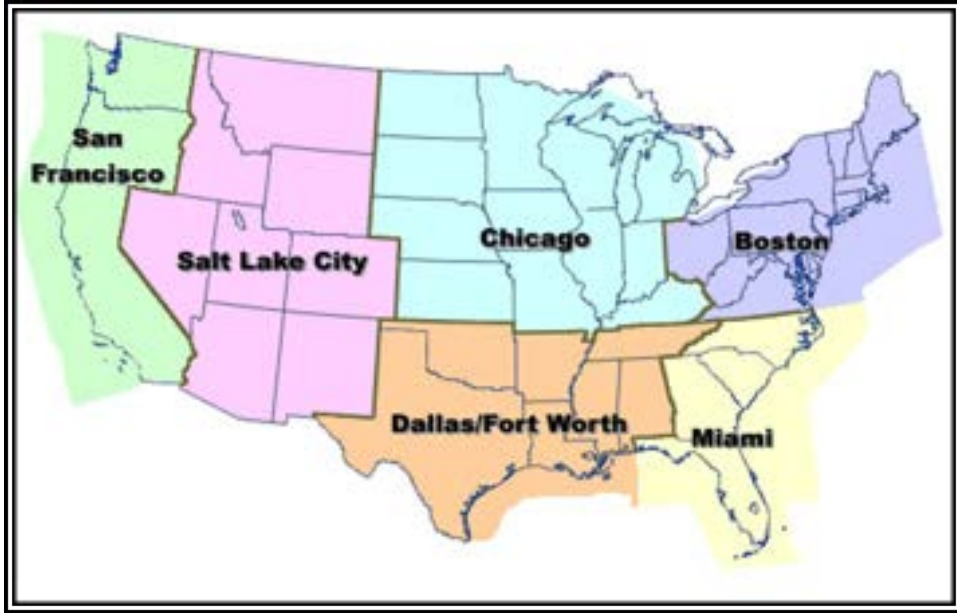 San
Francisco
Salt Lake City
Chicago
Boston
Dallas/Fort Worth
Miami